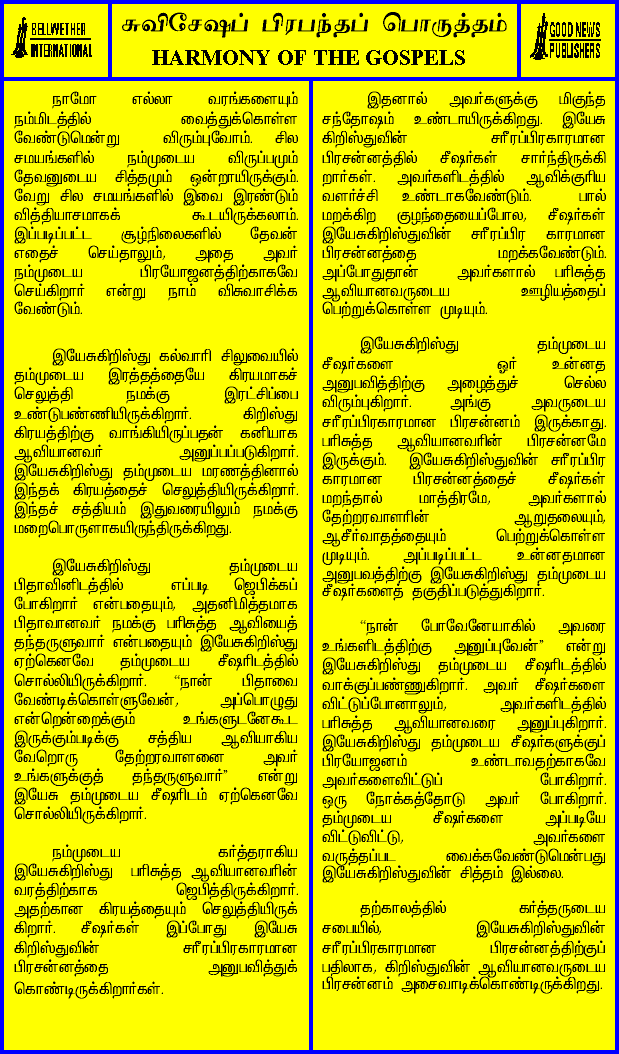 BELLWETHER
INTERNATIONAL
சுவிசேஷப் பிரபந்தப் பொருத்தம்
HARMONY OF THE GOSPELS
GOOD NEWS
PUBLISHERS
நாமோ எல்லா வரங்களையும்
நம்மிடத்தில் வைத்துக்கொள்ள
வேண்டுமென்று விரும்புவோம். சில
சமயங்களில் நம்முடைய விருப்பமும்
தேவனுடைய சித்தமும் ஒன்றாயிருக்கும்.
வேறு சில சமயங்களில் இவை இரண்டும்
வித்தியாசமாகக் கூடயிருக்கலாம்.
இப்படிப்பட்ட சூழ்நிலைகளில் தேவன்
எதைச் செய்தாலும், அதை அவர்
நம்முடைய பிரயோஜனத்திற்காகவே
செய்கிறார் என்று நாம் விசுவாசிக்க
வேண்டும்.
இயேசுகிறிஸ்து கல்வாரி சிலுவையில்
தம்முடைய இரத்தத்தையே கிரயமாகச்
செலுத்தி நமக்கு இரட்சிப்பை
உண்டுபண்ணியிருக்கிறார். கிறிஸ்து
கிரயத்திற்கு வாங்கியிருப்பதன் கனியாக
ஆவியானவர் அனுப்பப்படுகிறார்.
இயேசுகிறிஸ்து தம்முடைய மரணத்தினால்
இந்தக் கிரயத்தைச் செலுத்தியிருக்கிறார்.
இந்தச் சத்தியம் இதுவரையிலும் நமக்கு
மறைபொருளாகயிருந்திருக்கிறது.
இயேசுகிறிஸ்து தம்முடைய
பிதாவினிடத்தில் எப்படி ஜெபிக்கப்
போகிறார் என்பதையும், அதனிமித்தமாக
பிதாவானவர் நமக்கு பரிசுத்த ஆவியைத்
தந்தருளுவார் என்பதையும் இயேசுகிறிஸ்து
ஏற்கெனவே தம்முடைய சீஷரிடத்தில்
சொல்லியிருக்கிறார். “நான் பிதாவை
வேண்டிக்கொள்ளுவேன், அப்பொழுது
என்றென்றைக்கும் உங்களுடனேகூட
இருக்கும்படிக்கு சத்திய ஆவியாகிய
வேறொரு தேற்றரவாளனை அவர்
உங்களுக்குத் தந்தருளுவார்” என்று
இயேசு தம்முடைய சீஷரிடம் ஏற்கெனவே
சொல்லியிருக்கிறார்.
நம்முடைய கர்த்தராகிய
இயேசுகிறிஸ்து பரிசுத்த ஆவியானவரின்
வரத்திற்காக ஜெபித்திருக்கிறார்.
அதற்கான கிரயத்தையும் செலுத்தியிருக்
கிறார். சீஷர்கள் இப்போது இயேசு
கிறிஸ்துவின் சரீரப்பிரகாரமான
பிரசன்னத்தை அனுபவித்துக்
கொண்டிருக்கிறார்கள்.
இதனால் அவர்களுக்கு மிகுந்த
சந்தோஷம் உண்டாயிருக்கிறது. இயேசு
கிறிஸ்துவின் சரீரப்பிரகாரமான
பிரசன்னத்தில் சீஷர்கள் சார்ந்திருக்கி
றார்கள். அவர்களிடத்தில் ஆவிக்குரிய
வளர்ச்சி உண்டாகவேண்டும். பால்
மறக்கிற குழந்தையைப்போல, சீஷர்கள்
இயேசுகிறிஸ்துவின் சரீரப்பிர காரமான
பிரசன்னத்தை மறக்கவேண்டும்.
அப்போதுதான் அவர்களால் பரிசுத்த
ஆவியானவருடைய ஊழியத்தைப்
பெற்றுக்கொள்ள முடியும்.
இயேசுகிறிஸ்து தம்முடைய
சீஷர்களை ஓர் உன்னத
அனுபவித்திற்கு அழைத்துச் செல்ல
விரும்புகிறார். அங்கு அவருடைய
சரீரப்பிரகாரமான பிரசன்னம் இருக்காது.
பரிசுத்த ஆவியானவரின் பிரசன்னமே
இருக்கும். இயேசுகிறிஸ்துவின் சரீரப்பிர
காரமான பிரசன்னத்தைச் சீஷர்கள்
மறந்தால் மாத்திரமே, அவர்களால்
தேற்றரவாளரின் ஆறுதலையும்,
ஆசீர்வாதத்தையும் பெற்றுக்கொள்ள
முடியும். அப்படிப்பட்ட உன்னதமான
அனுபவத்திற்கு இயேசுகிறிஸ்து தம்முடைய
சீஷர்களைத் தகுதிப்படுத்துகிறார்.
“நான் போவேனேயாகில் அவரை
உங்களிடத்திற்கு அனுப்புவேன்” என்று
இயேசுகிறிஸ்து தம்முடைய சீஷரிடத்தில்
வாக்குப்பண்ணுகிறார். அவர் சீஷர்களை
விட்டுப்போனாலும், அவர்களிடத்தில்
பரிசுத்த ஆவியானவரை அனுப்புகிறார்.
இயேசுகிறிஸ்து தம்முடைய சீஷர்களுக்குப்
பிரயோஜனம் உண்டாவதற்காகவே
அவர்களைவிட்டுப் போகிறார்.
ஒரு நோக்கத்தோடு அவர் போகிறார்.
தம்முடைய சீஷர்களை அப்படியே
விட்டுவிட்டு, அவர்களை
வருத்தப்பட வைக்கவேண்டுமென்பது
இயேசுகிறிஸ்துவின் சித்தம் இல்லை.
தற்காலத்தில் கர்த்தருடைய
சபையில், இயேசுகிறிஸ்துவின்
சரீரப்பிரகாரமான பிரசன்னத்திற்குப்
பதிலாக, கிறிஸ்துவின் ஆவியானவருடைய
பிரசன்னம் அசைவாடிக்கொண்டிருக்கிறது.